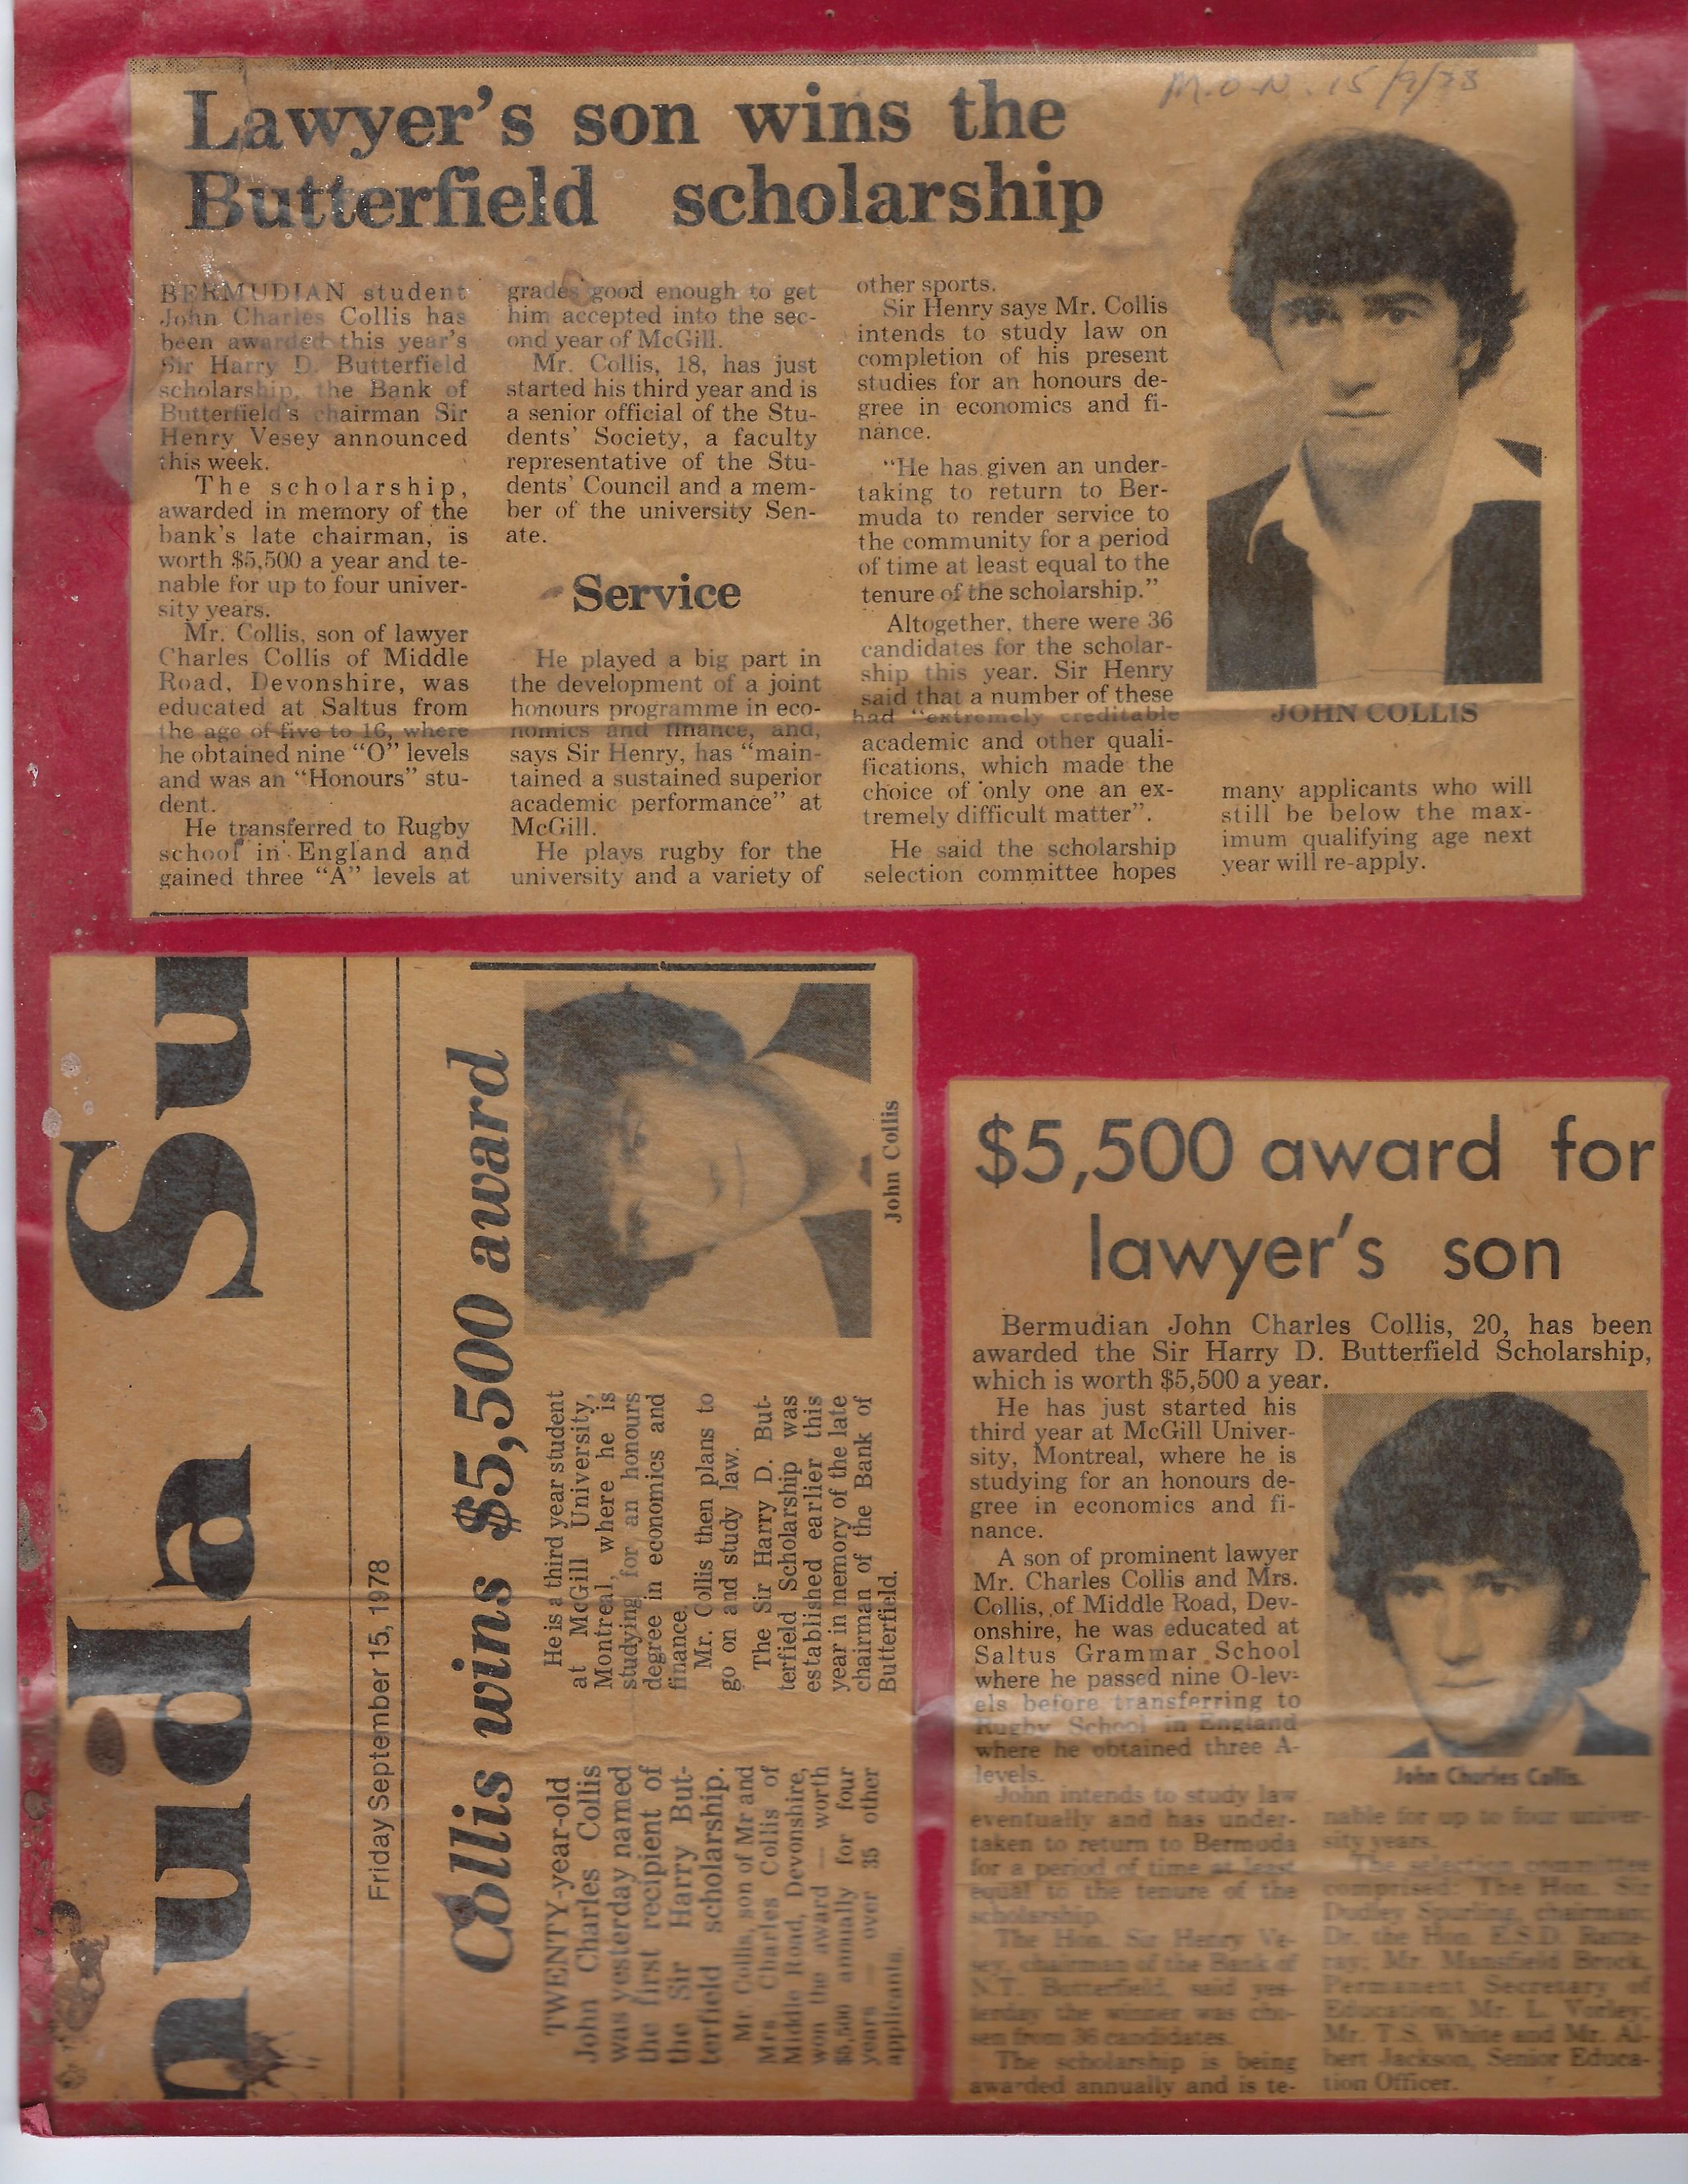 M.O.N. 15/9/78
Lawyer's son wins the
Butterfield scholarship
BERMUDIAN student
John Charles Collis has
been awarded this year's
Sir Harry D. Butterfield
scholarship, the Bank of
Butterfield's chairman Sir
Henry Vesey announced
this week.
The scholarship,
awarded in memory of the
bank's late chairman, is
worth $5,500 a year and te-
nable for up to four univer-
sity years.
Mr. Collis, son of lawyer
Charles Collis of Middle
Road, Devonshire, was
educated at Saltus from
the age of five to 16, where
he obtained nine "O" levels
and was an "Honours" stu-
dent.
He transferred to Rugby
school in England and
gained three "A" levels at
grades good enough to get
him accepted into the sec-
ond year of McGill.
Mr. Collis, 18, has just
started his third year and is
a senior official of the Stu-
dents' Society, a faculty
representative of the Stu-
dents' Council and a mem-
ber of the university Sen-
ate.
Service
He played a big part in
the development of a joint
honours programme in eco-
nomics and finance, and,
says Sir Henry, has "main-
tained a sustained superior
academic performance" at
McGill.
He plays rugby for the
university and a variety of
other sports.
Sir Henry says Mr. Collis
intends to study law on
completion of his present
studies for an honours de-
gree in economics and fi-
nance.
"He has given an under-
taking to return to Ber-
muda to render service to
the community for a period
of time at least equal to the
tenure of the scholarship."
Altogether, there were 36
candidates for the scholar-
ship this year. Sir Henry
said that a number of these
had "extremely creditable
academic and other quali-
fications, which made the
choice of only one an ex-
tremely difficult matter".
He said the scholarship
selection committee hopes
JOHN COLLIS
many applicants who will
still be below the max-
imum qualifying age next
year will re-apply.
nuda Su
Friday September 15, 1978
Collis wins $5,500 award
TWENTY-year-old
John Charles Collis
was yesterday named
the first recipient of
the Sir Harry But-
terfield scholarship.
Mr. Collis, son of Mr and
Mrs Charles Collis of
Middle Road, Devonshire,
won the award — worth
$5,500 annually for four
years — over 35 other
applicants.
He is a third year student
at McGill University,
Montreal, where he is
studying for an honours
degree in economics and
finance.
Mr. Collis then plans to
go on and study law.
The Sir Harry D. But-
terfield Scholarship was
established earlier this
year in memory of the late
chairman of the Bank of
Butterfield.
John Collis
$5,500 award for
lawyer's son
Bermudian John Charles Collis, 20, has been
awarded the Sir Harry D. Butterfield Scholarship,
which is worth $5,500 a year.
He has just started his
third year at McGill Univer-
sity, Montreal, where he is
studying for an honours de-
gree in economics and fi-
nance.
A son of prominent lawyer
Mr. Charles Collis and Mrs.
Collis, of Middle Road, Dev-
onshire, he was educated at
Saltus Grammar School
where he passed nine O-lev-
els before transferring to
Rugby School in England
where he obtained three A-
levels.
John intends to study law
eventually and has under-
taken to return to Bermuda
for a period of time at least
equal to the tenure of the
scholarship.
The Hon. Sir Henry Ve-
sey, chairman of the Bank of
N.T. Butterfield, said yes-
terday the winner was cho-
sen from 36 candidates.
The scholarship is being
awarded annually and is te-
John Charles Collis.
nable for up to four univer-
sity years.
The selection committee
comprised: The Hon. Sir
Dudley Spurling, chairman;
Dr. the Hon. E.S.D. Ratte-
ray; Mr. Mansfield Brock,
Permanent Secretary of
Education; Mr. L. Vorley;
Mr. T.S. White and Mr. Al-
bert Jackson, Senior Educa-
tion Officer.